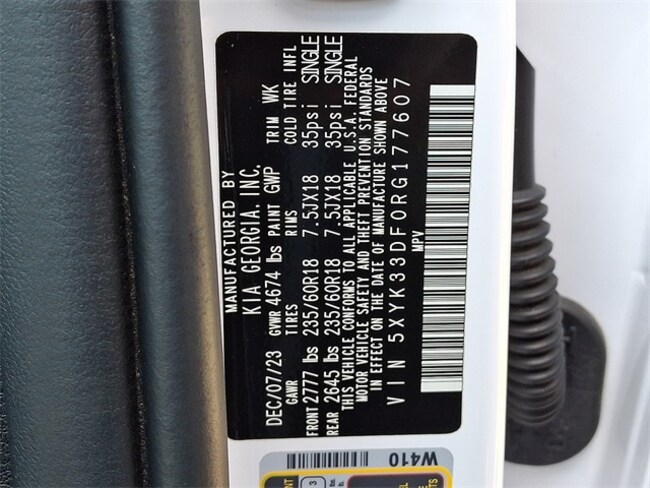 MANUFACTURED BY
KIA GEORGIA, INC.
DEC/07/23 GVWR 4674 lbs PAINT GWP TRIM WK
GAWR TIRES RIMS COLD TIRE INFL
FRONT 2777 lbs 235/60R18 7.5JX18 35psi SINGLE
REAR 2645 lbs 235/60R18 7.5JX18 35psi SINGLE
THIS VEHICLE CONFORMS TO ALL APPLICABLE U.S.A. FEDERAL
MOTOR VEHICLE SAFETY AND THEFT PREVENTION STANDARDS
IN EFFECT ON THE DATE OF MANUFACTURE SHOWN ABOVE
VIN 5XYK33DF0RG177607
MPV
W410
3